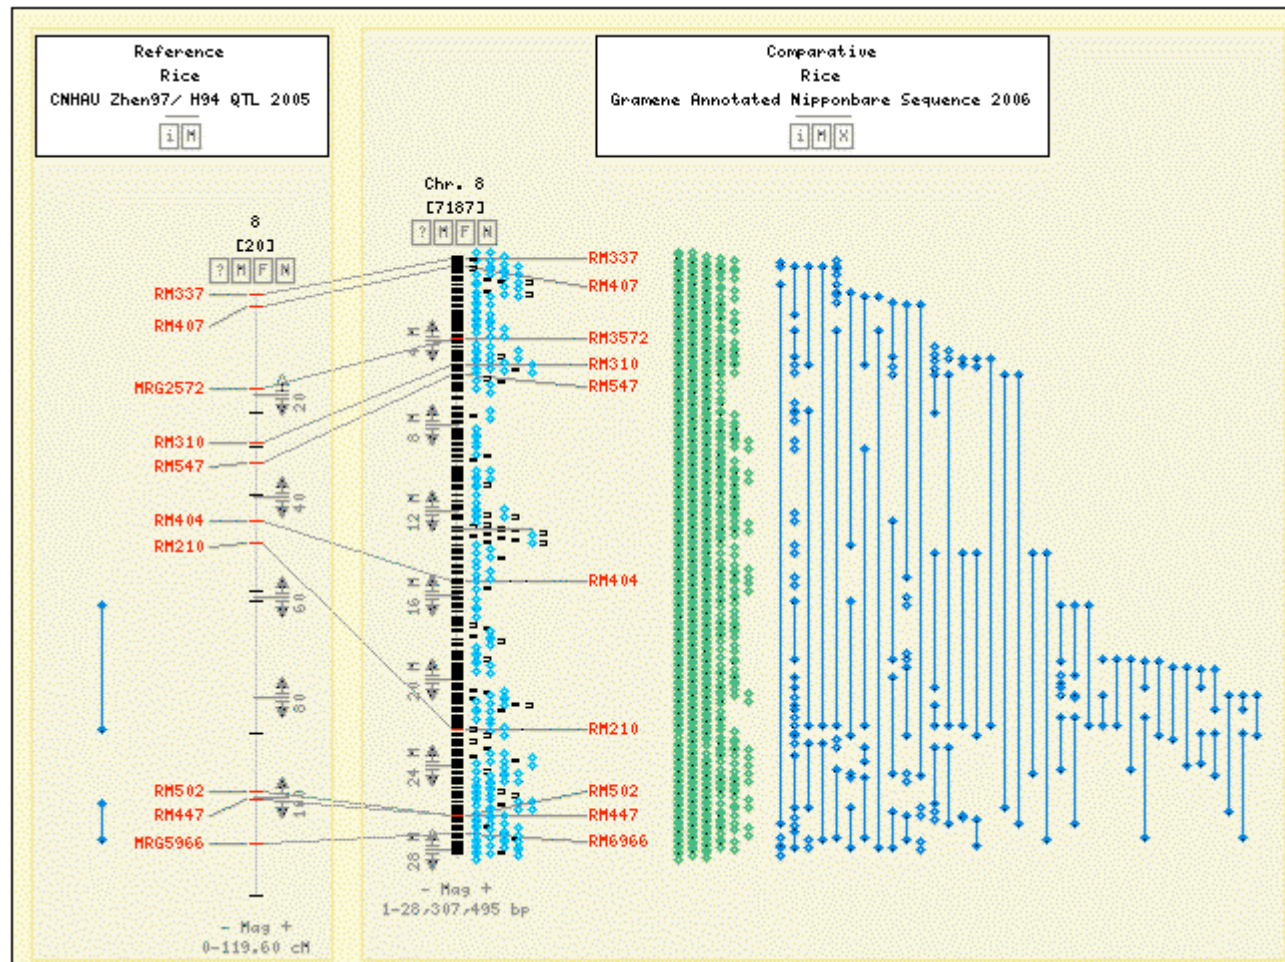 Reference
Rice
CNHAU Zhen97/ H94 QTL 2005
i M
Comparative
Rice
Gramene Annotated Nipponbare Sequence 2006
i M X
8
[20]
? M F N
RM337
RM407
MRG2572
RM310
RM547
RM404
RM210
RM502
RM447
MRG5966
20
40
60
80
- Mag +
0-119.60 cM
Chr. 8
[7187]
? M F N
4 M
8 M
12 M
16 M
20 M
24 M
28 M
- Mag +
1-28,307,495 bp
RM337
RM407
RM3572
RM310
RM547
RM404
RM210
RM502
RM447
RM6966